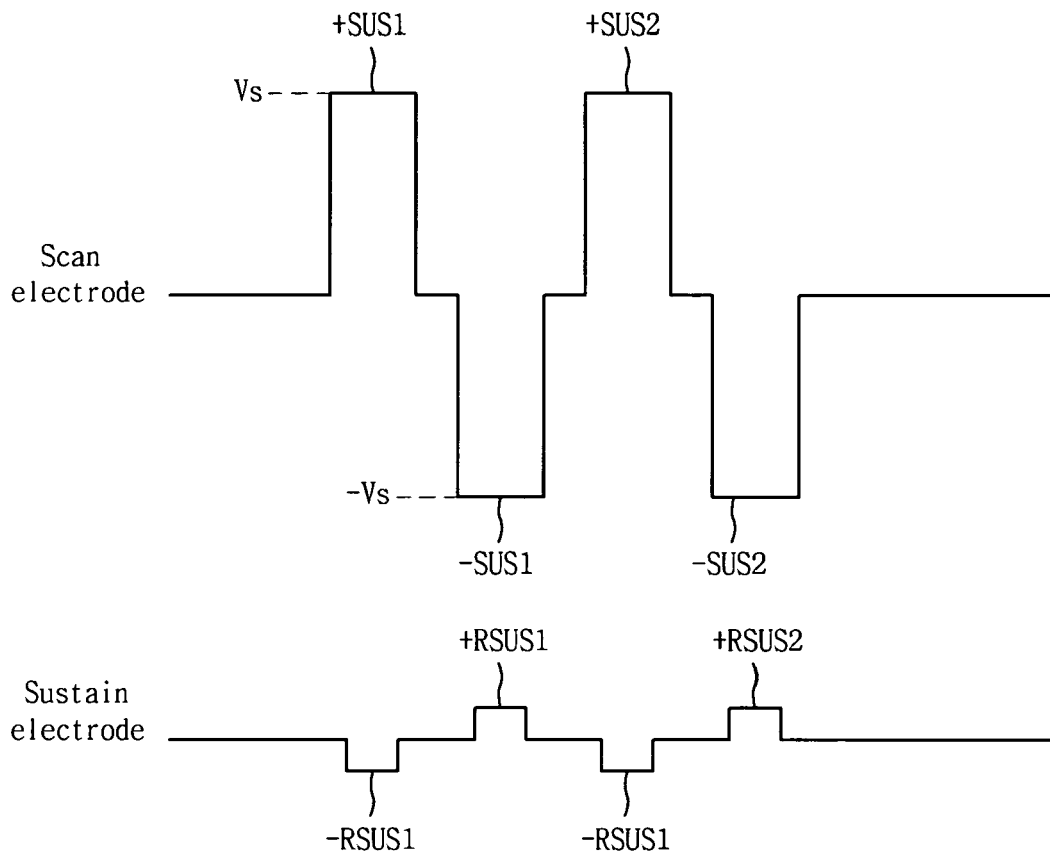 +SUS1
+SUS2
Vs
Scan
electrode
-Vs
-SUS1
-SUS2
+RSUS1
+RSUS2
Sustain
electrode
-RSUS1
-RSUS1